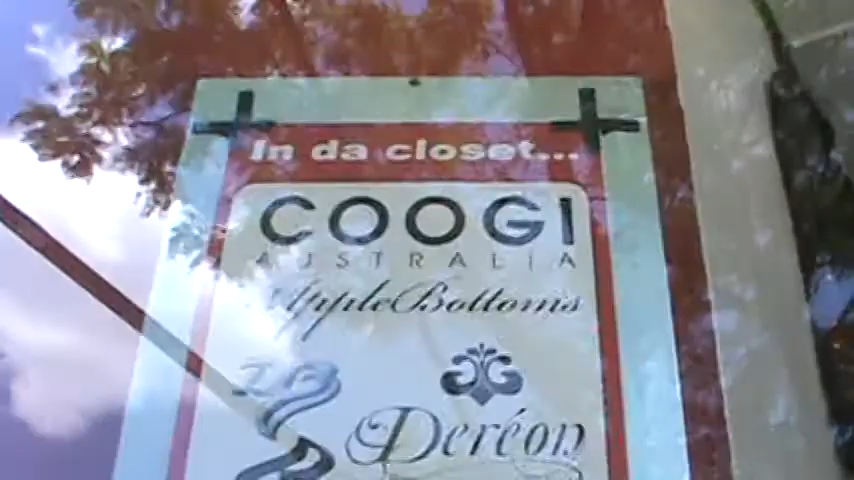 In da closet...
COOGI
AUSTRALIA
AppleBottoms
Deréon